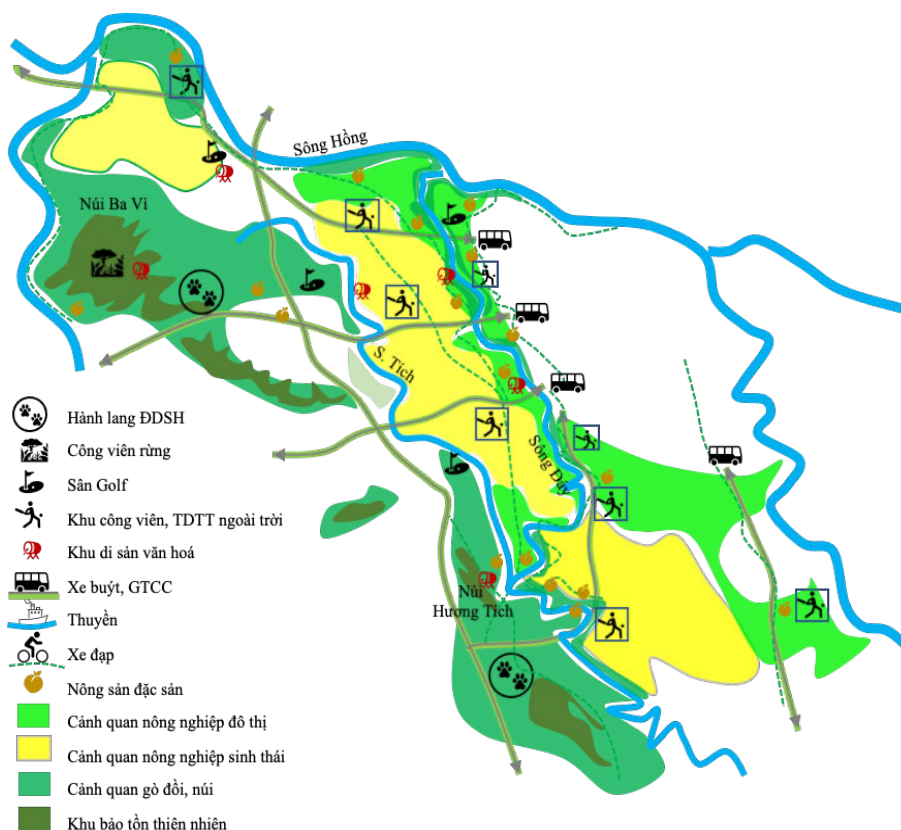 Sông Hồng
Núi Ba Vì
S. Tích
Sông Đáy
Núi
Hương Tích
Hành lang ĐDSH
Công viên rừng
Sân Golf
Khu công viên, TDTT ngoài trời
Khu di sản văn hoá
Xe buýt, GTCC
Thuyền
Xe đạp
Nông sản đặc sản
Cảnh quan nông nghiệp đô thị
Cảnh quan nông nghiệp sinh thái
Cảnh quan gò đồi, núi
Khu bảo tồn thiên nhiên